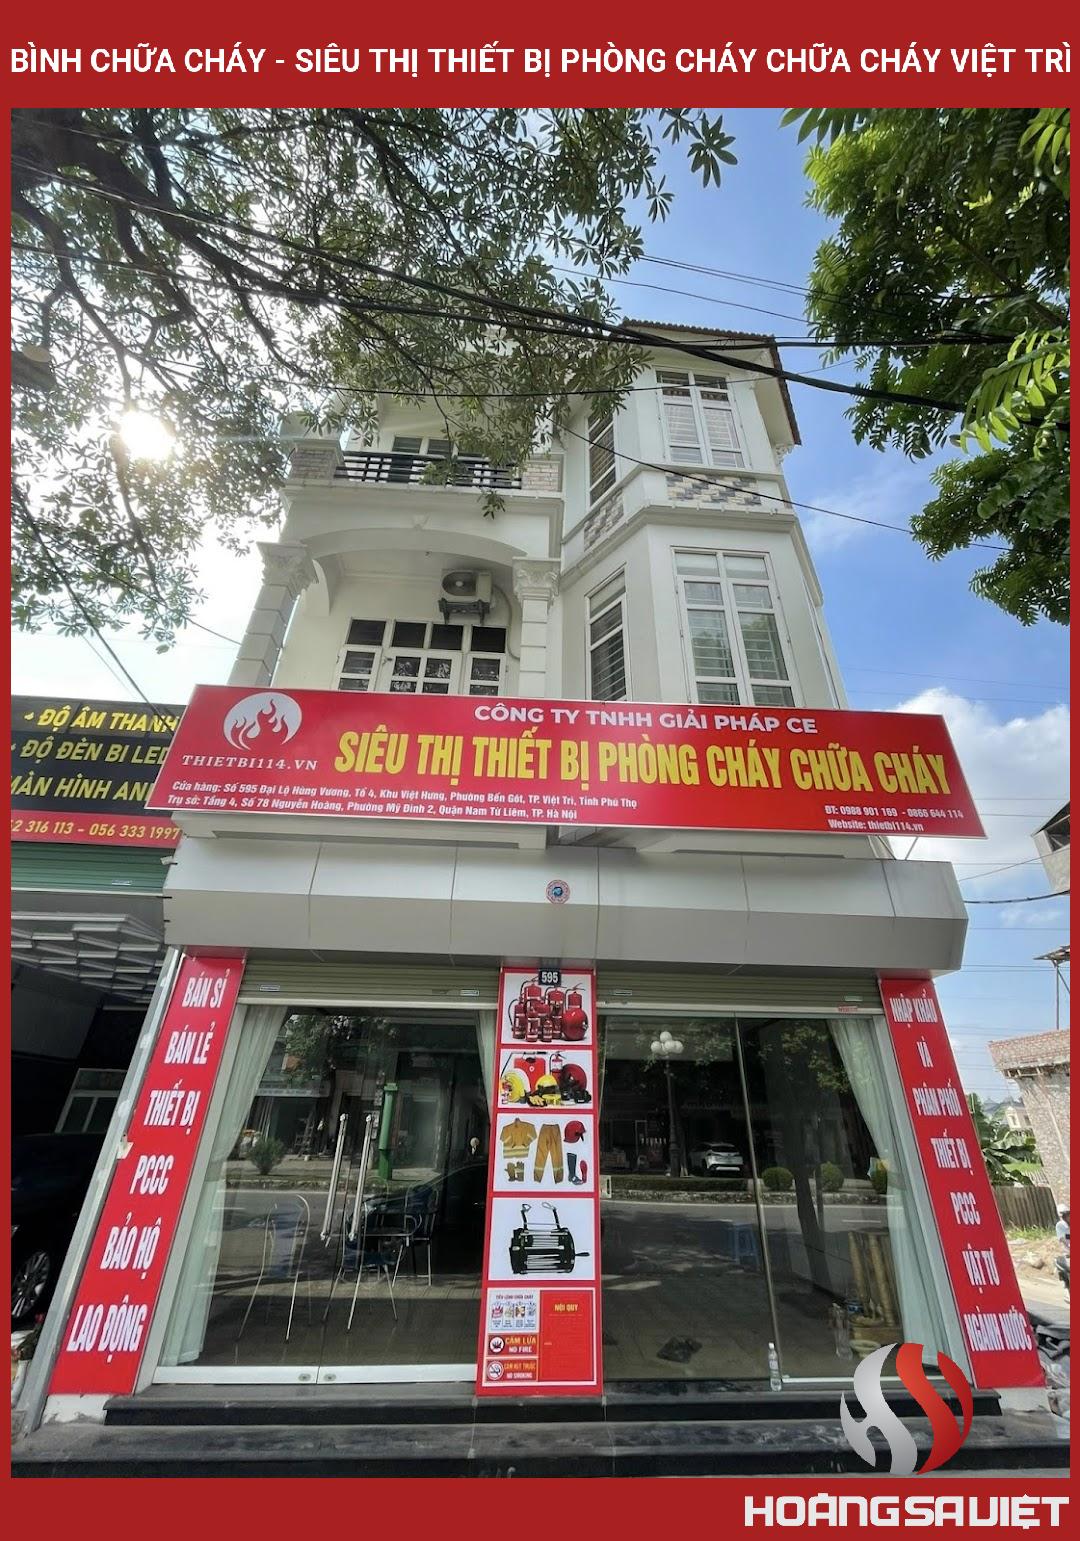 BÌNH CHỮA CHÁY - SIÊU THỊ THIẾT BỊ PHÒNG CHÁY CHỮA CHÁY VIỆT TRÌ
ĐỘ ÂM THANH
ĐỘ ĐÈN BI LED
MÀN HÌNH AN
2 316 113 - 056 333 1997
THIETBI114.VN
CÔNG TY TNHH GIẢI PHÁP CE
SIÊU THỊ THIẾT BỊ PHÒNG CHÁY CHỮA CHÁY
Cửa hàng: Số 595 Đại Lộ Hùng Vương, Tổ 4, Khu Việt Hưng, Phường Bến Gót, TP. Việt Trì, Tỉnh Phú Thọ
Trụ sở: Tầng 4, Số 78 Nguyễn Hoàng, Phường Mỹ Đình 2, Quận Nam Từ Liêm, TP. Hà Nội
ĐT: 0988 901 169 - 0866 644 114
Website: thietbi114.vn
595
BÁN SỈ
BÁN LẺ
THIẾT BỊ
PCCC
BẢO HỘ
LAO ĐỘNG
TIÊU LỆNH CHỮA CHÁY
NỘI QUY
CẤM LỬA
NO FIRE
CẤM HÚT THUỐC
NO SMOKING
NHẬP KHẨU
VÀ
PHÂN PHỐI
THIẾT BỊ
PCCC
VẬT TƯ
NGÀNH NƯỚC
HOÀNGSAVIỆT